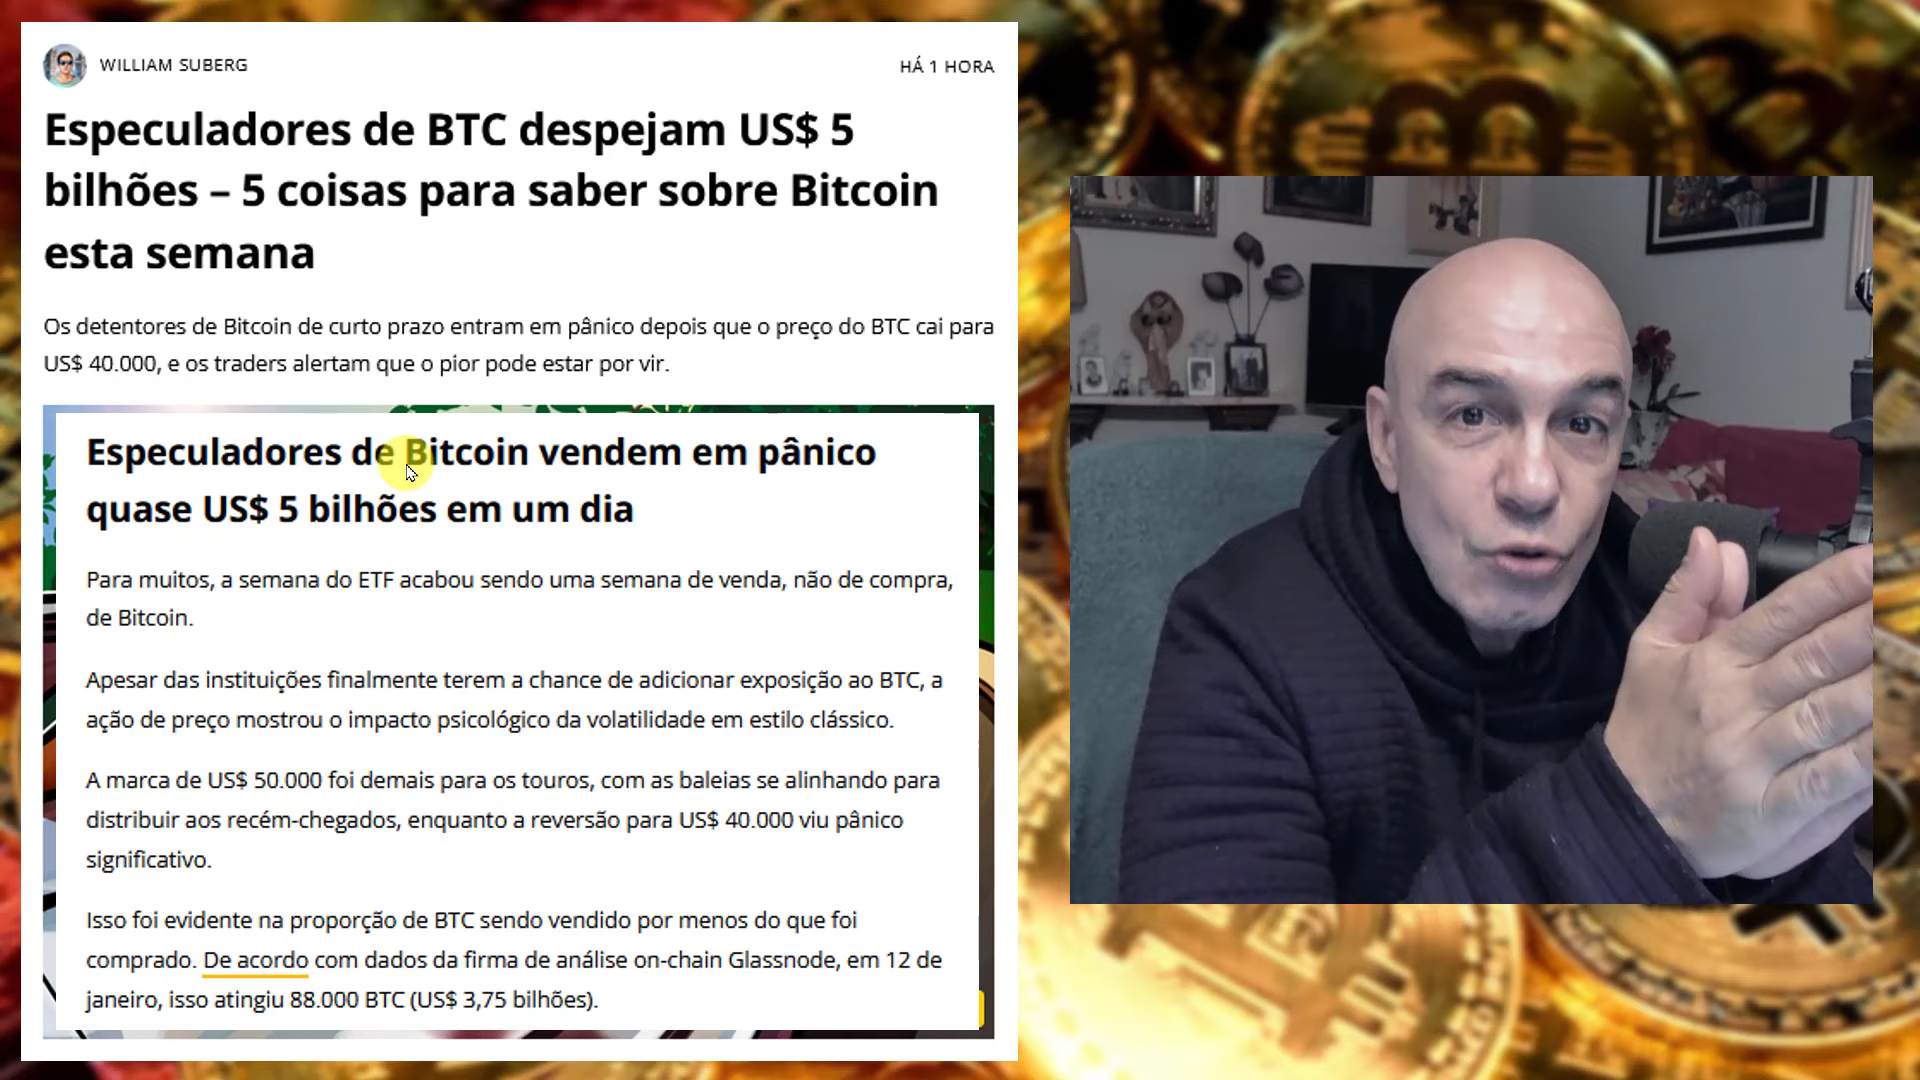 WILLIAM SUBERG
HÁ 1 HORA
Especuladores de BTC despejam US$ 5
bilhões – 5 coisas para saber sobre Bitcoin
esta semana
Os detentores de Bitcoin de curto prazo entram em pânico depois que o preço do BTC cai para
US$ 40.000, e os traders alertam que o pior pode estar por vir.
Especuladores de Bitcoin vendem em pânico
quase US$ 5 bilhões em um dia
Para muitos, a semana do ETF acabou sendo uma semana de venda, não de compra,
de Bitcoin.
Apesar das instituições finalmente terem a chance de adicionar exposição ao BTC, a
ação de preço mostrou o impacto psicológico da volatilidade em estilo clássico.
A marca de US$ 50.000 foi demais para os touros, com as baleias se alinhando para
distribuir aos recém-chegados, enquanto a reversão para US$ 40.000 viu pânico
significativo.
Isso foi evidente na proporção de BTC sendo vendido por menos do que foi
comprado. De acordo com dados da firma de análise on-chain Glassnode, em 12 de
janeiro, isso atingiu 88.000 BTC (US$ 3,75 bilhões).